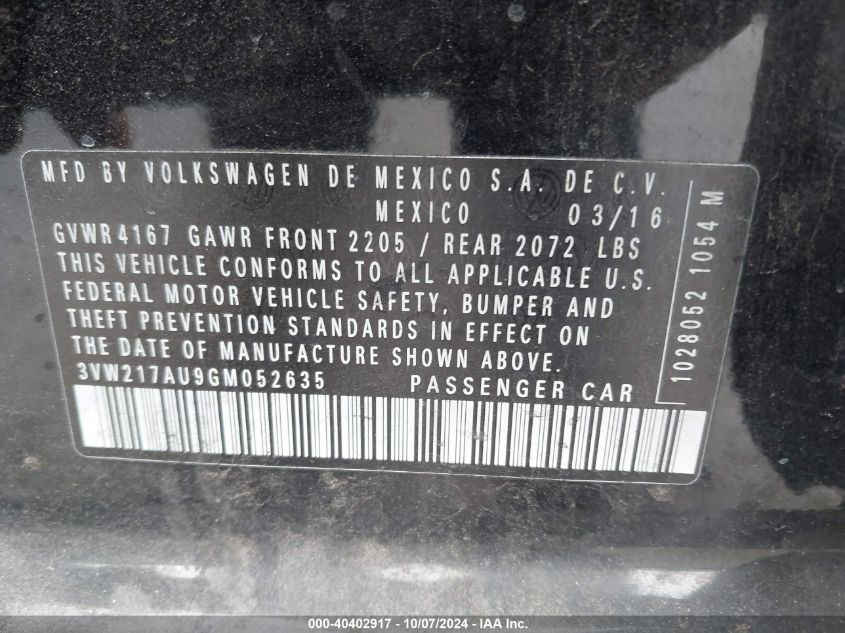 MFD BY VOLKSWAGEN DE MEXICO S.A. DE C.V.
MEXICO 03/16
GVWR 4167 GAWR FRONT 2205 / REAR 2072 LBS
THIS VEHICLE CONFORMS TO ALL APPLICABLE U.S.
FEDERAL MOTOR VEHICLE SAFETY, BUMPER AND
THEFT PREVENTION STANDARDS IN EFFECT ON
THE DATE OF MANUFACTURE SHOWN ABOVE.
3VW217AU9GM052635 PASSENGER CAR
1028052 1054 M
000-40402917 - 10/07/2024 - IAA Inc.